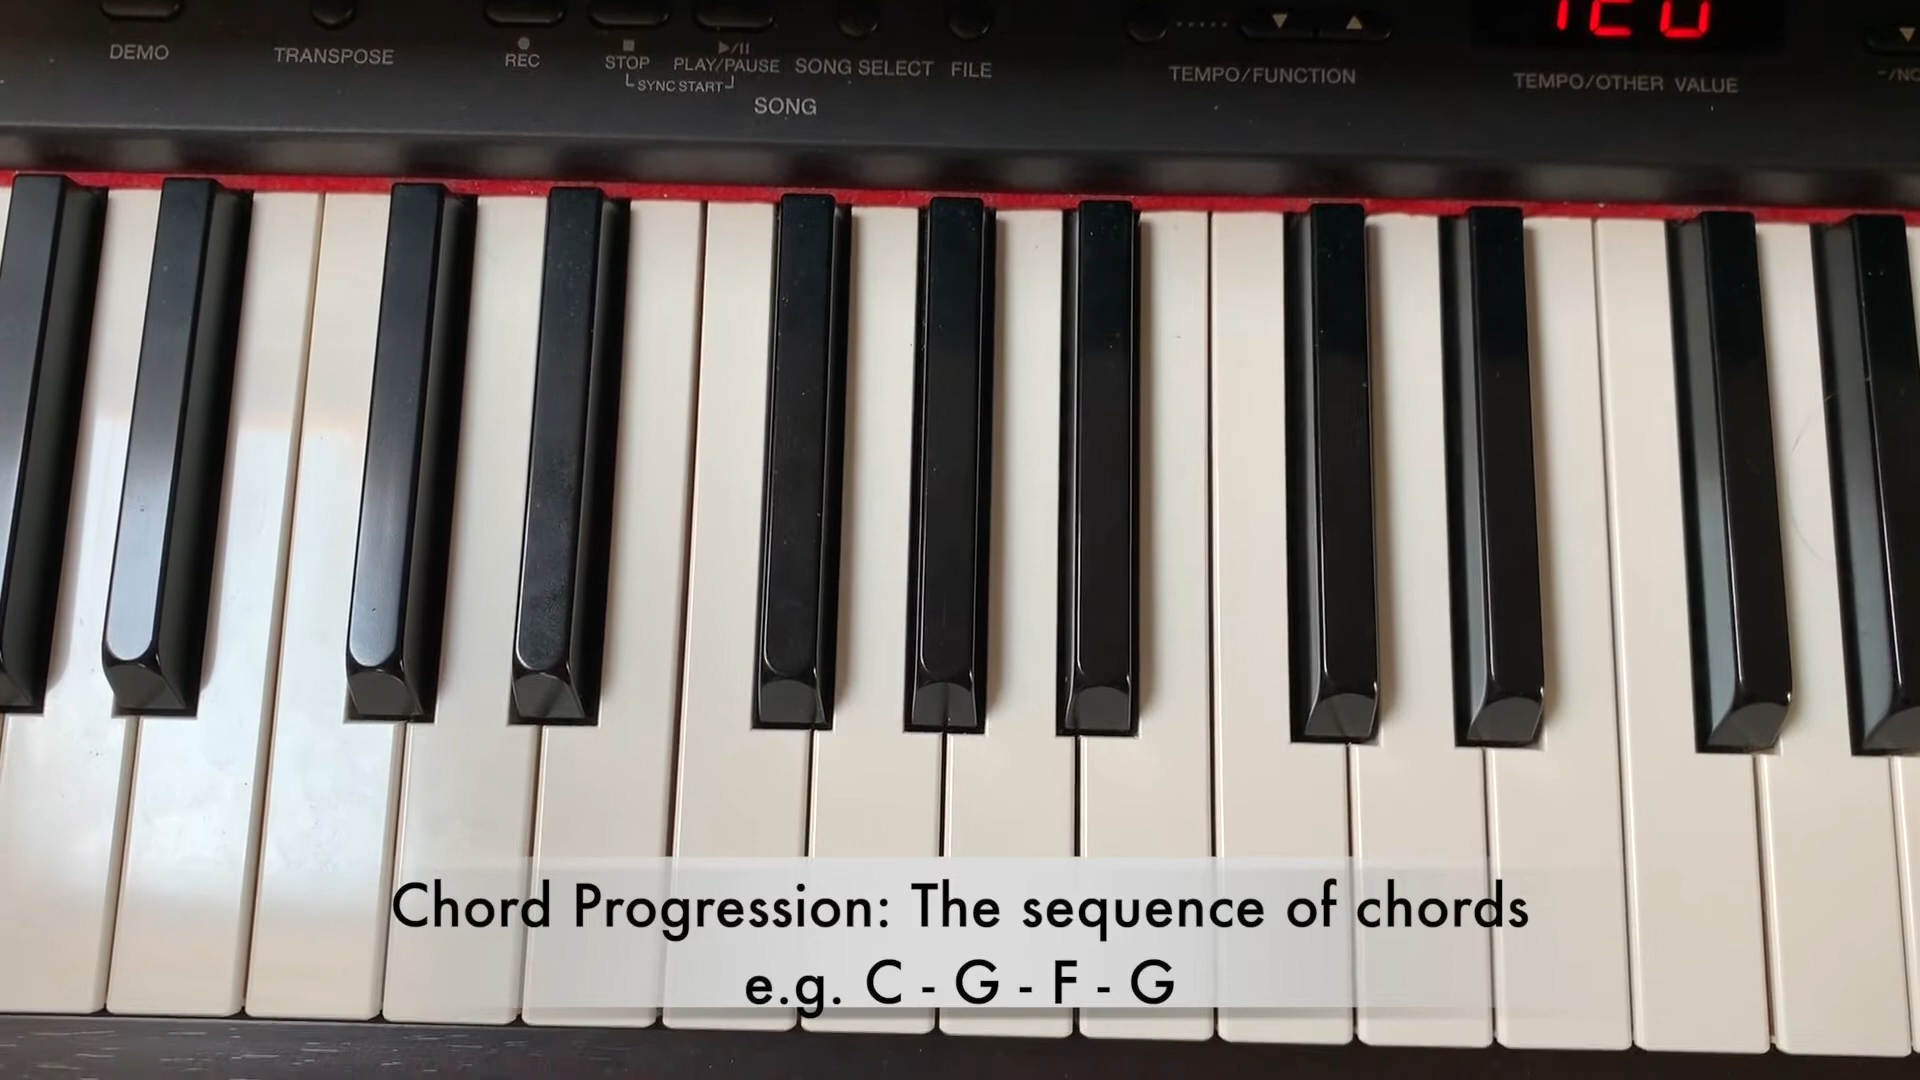 DEMO
TRANSPOSE
REC
STOP
PLAY/PAUSE
SYNC START
SONG SELECT
FILE
SONG
TEMPO/FUNCTION
TEMPO/OTHER VALUE
Chord Progression: The sequence of chords
e.g. C - G - F - G